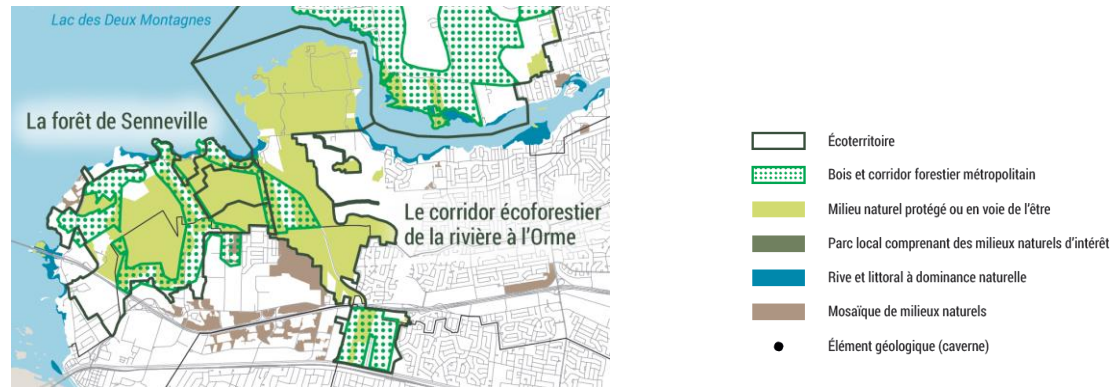 Lac des Deux Montagnes
La forêt de Senneville
Le corridor écoforestier
de la rivière à l'Orme
Écoterritoire
Bois et corridor forestier métropolitain
Milieu naturel protégé ou en voie de l'être
Parc local comprenant des milieux naturels d'intérêt
Rive et littoral à dominance naturelle
Mosaïque de milieux naturels
Élément géologique (caverne)